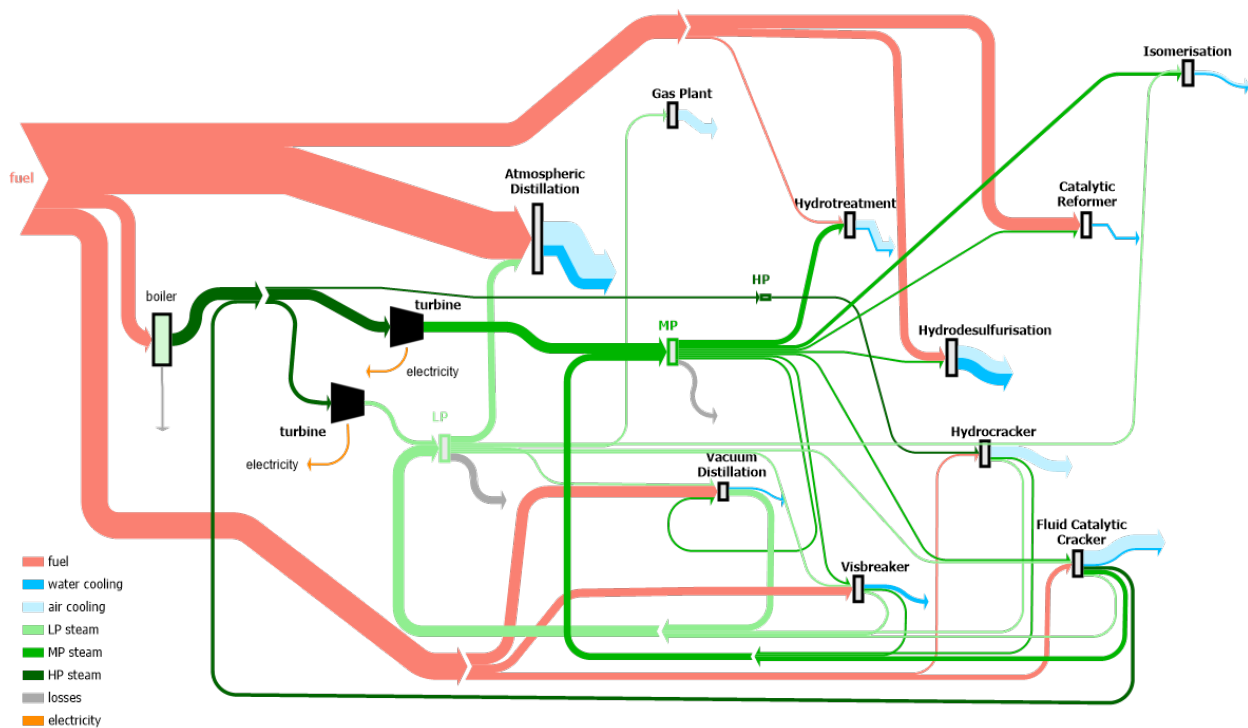 Isomerisation
Gas Plant
fuel
Atmospheric
Distillation
Hydrotreatment
Catalytic
Reformer
boiler
turbine
HP
MP
Hydrodesulfurisation
electricity
LP
turbine
electricity
Vacuum
Distillation
Hydrocracker
Fluid Catalytic
Cracker
Visbreaker
fuel
water cooling
air cooling
LP steam
MP steam
HP steam
losses
electricity